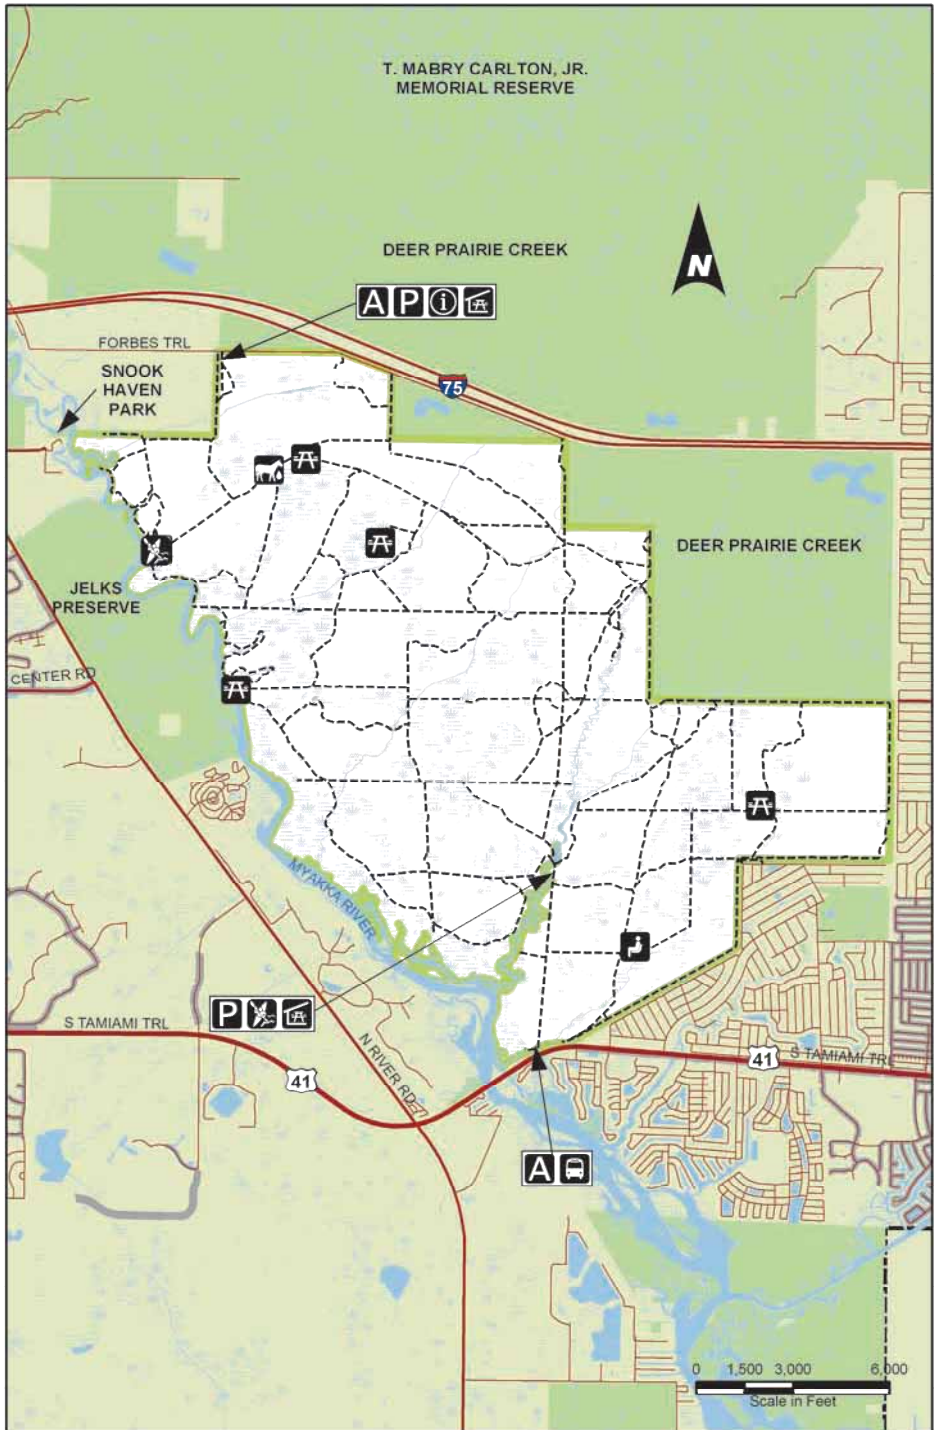 T. MABRY CARLTON, JR.
MEMORIAL RESERVE
DEER PRAIRIE CREEK
N
A P i
FORBES TRL
75
SNOOK
HAVEN
PARK
DEER PRAIRIE CREEK
JELKS
PRESERVE
CENTER RD
MYAKKA RIVER
P
S TAMIAMI TRL
N RIVER RD
41
41
S TAMIAMI TRL
A
0 1,500 3,000 6,000
Scale in Feet